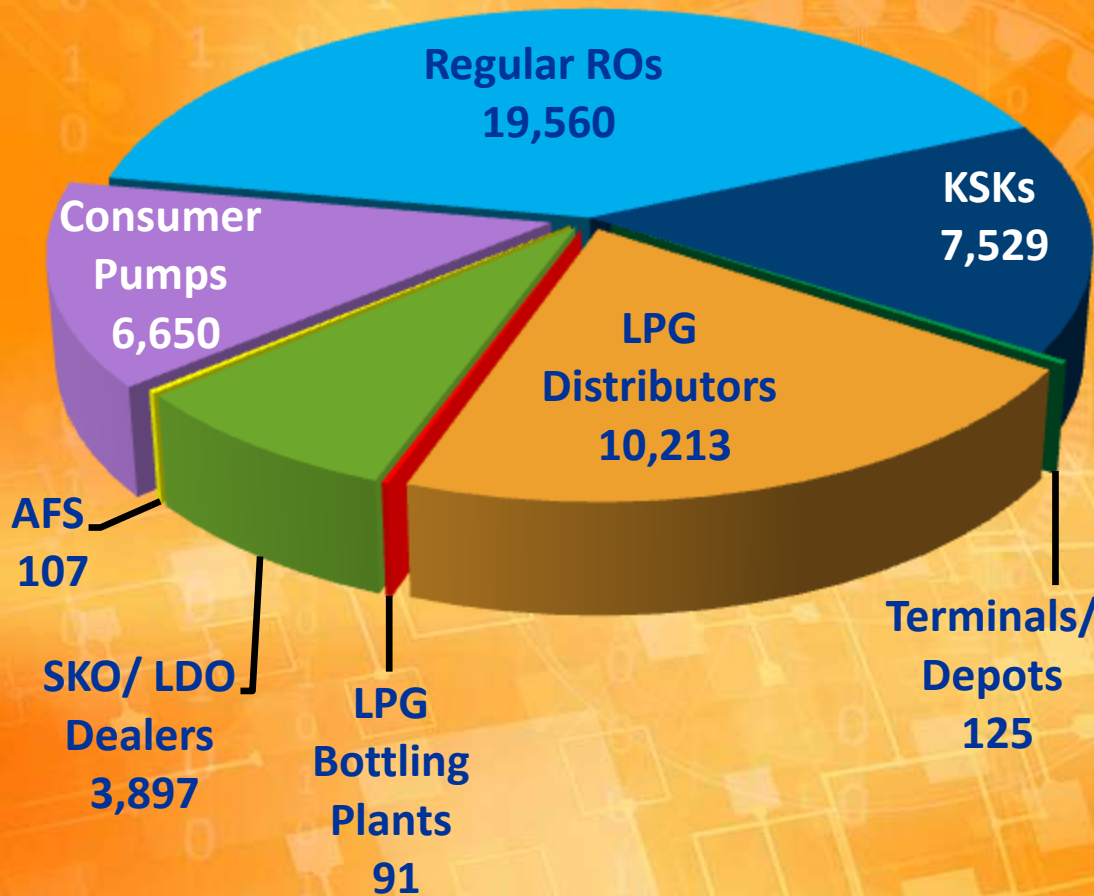 Regular ROs
19,560
KSKs
7,529
Consumer
Pumps
6,650
LPG
Distributors
10,213
AFS
107
SKO/ LDO
Dealers
3,897
LPG
Bottling
Plants
91
Terminals/
Depots
125